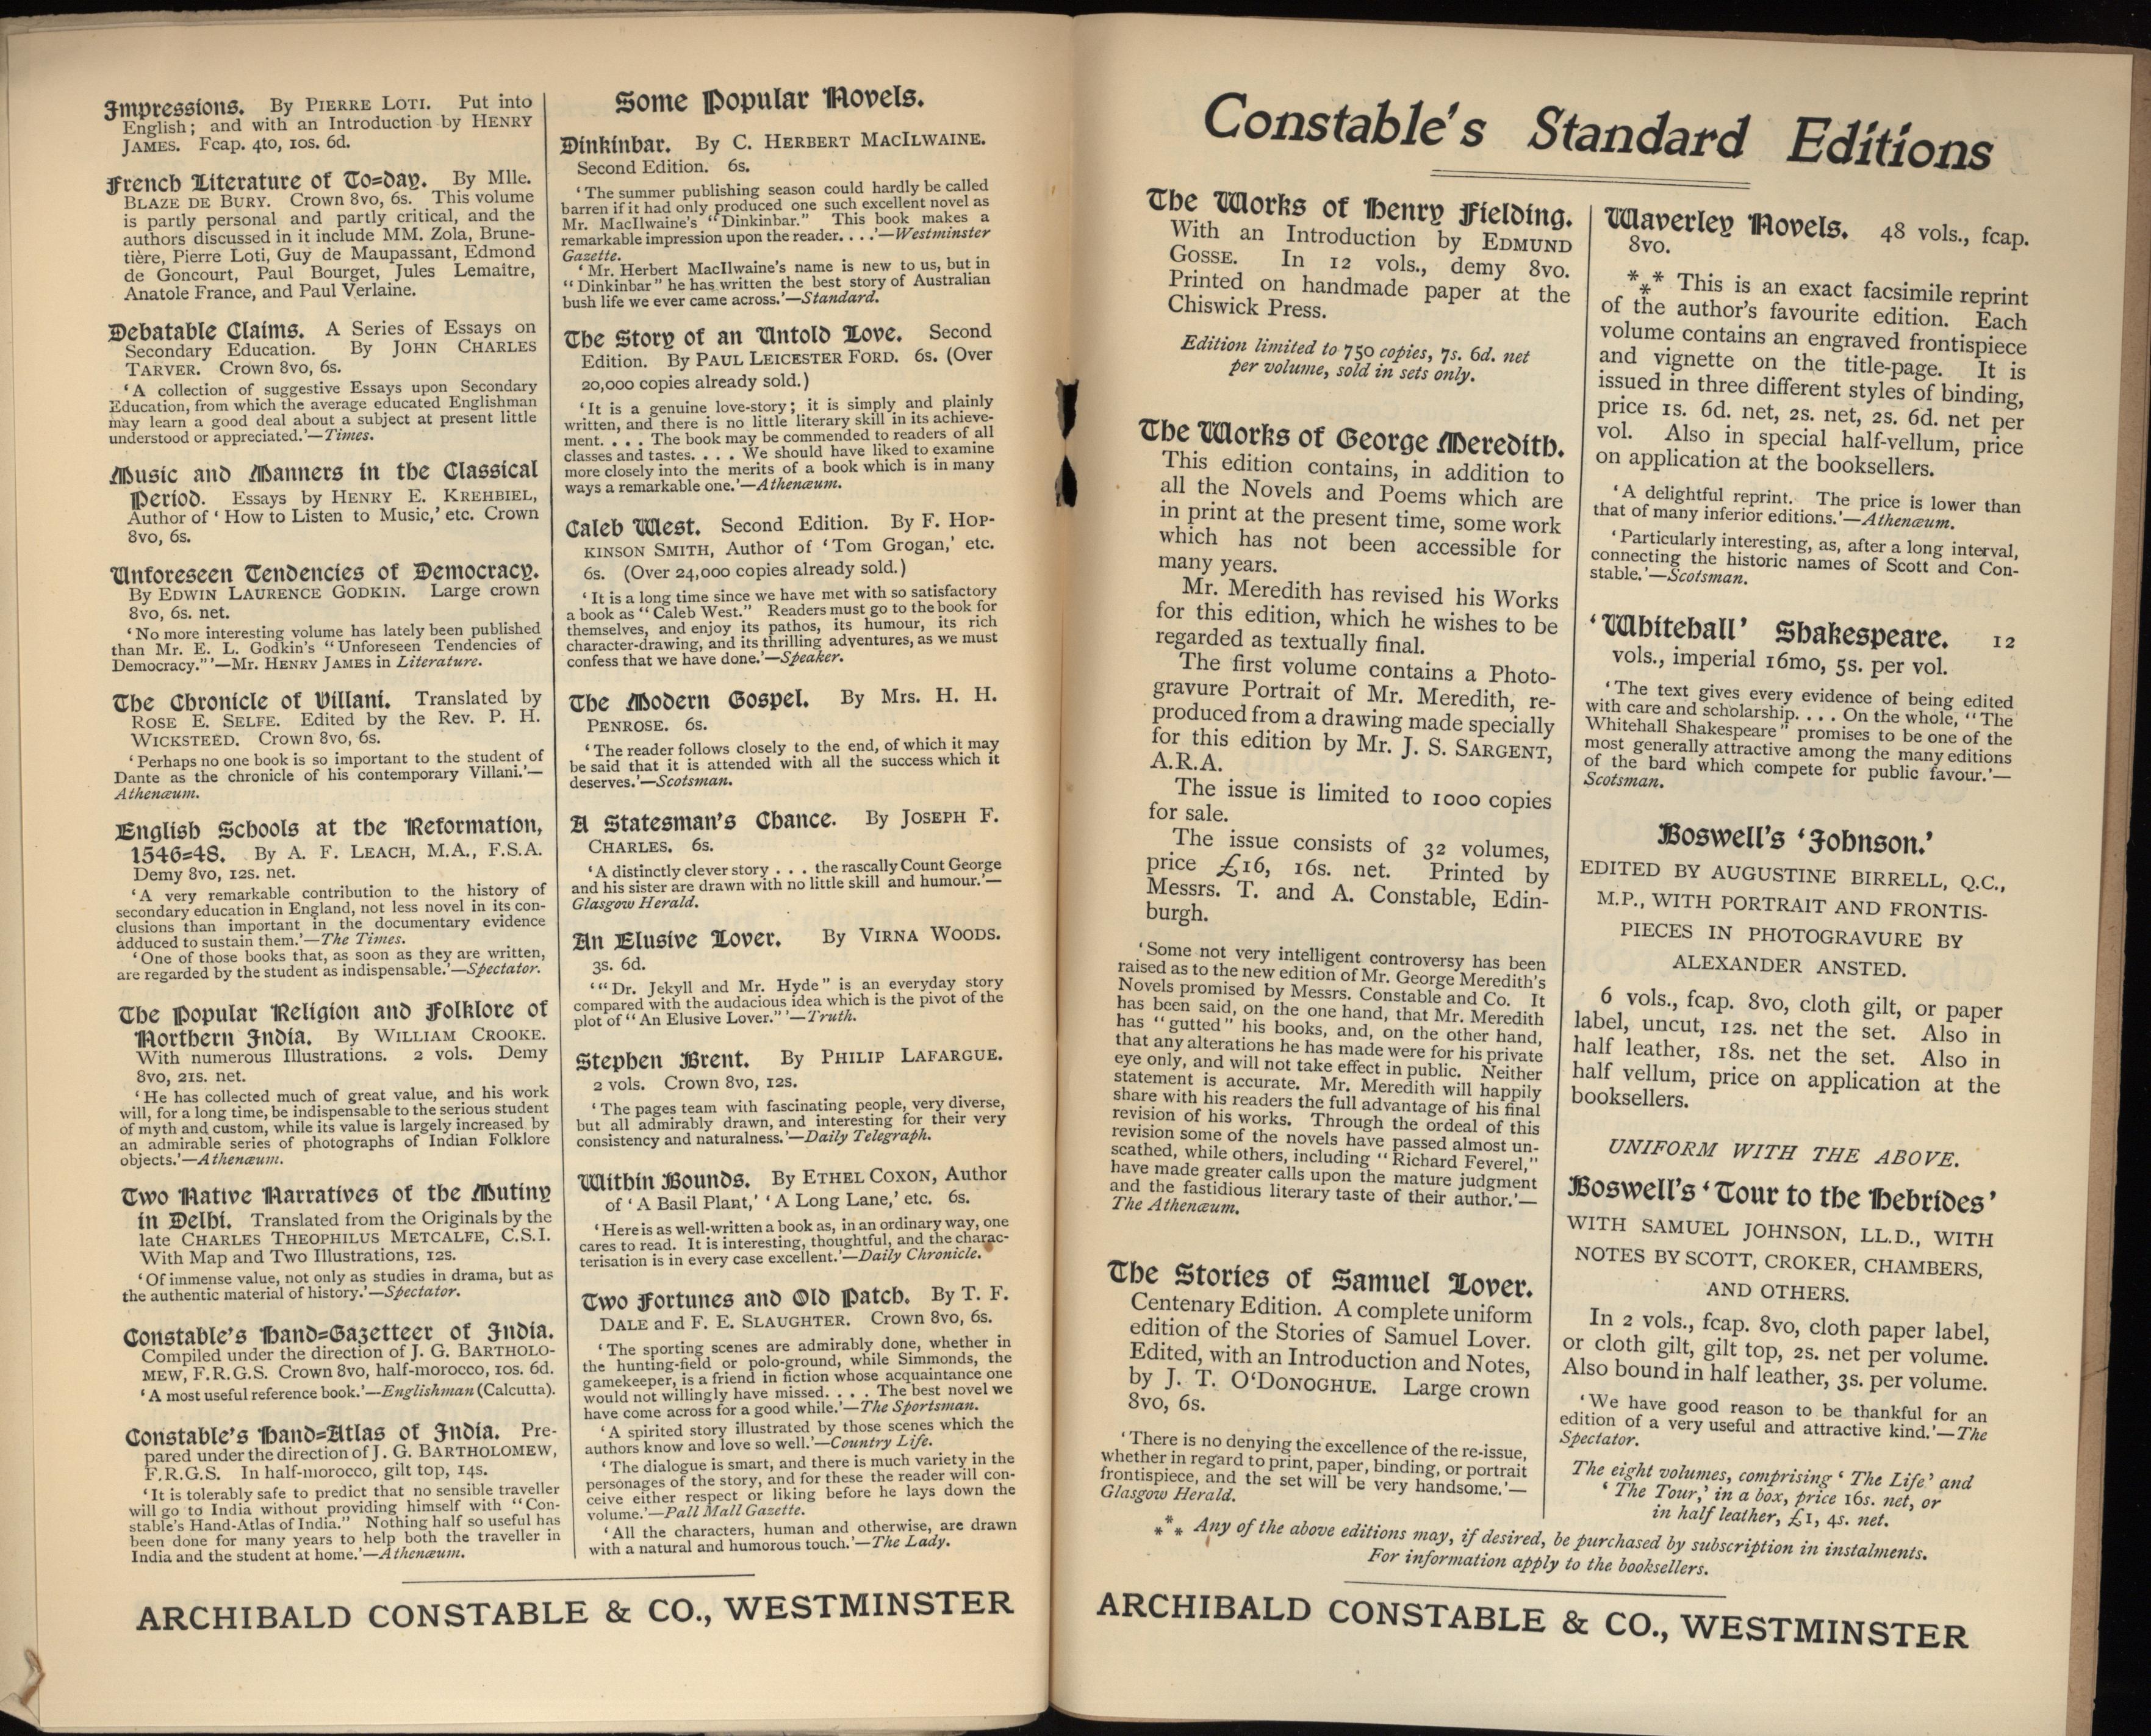 Impressions. By PIERRE LOTI. Put into
English; and with an Introduction by HENRY
JAMES. Fcap. 4to, 10s. 6d.
French Literature of To=day. By Mlle.
BLAZE DE BURY. Crown 8vo, 6s. This volume
is partly personal and partly critical, and the
authors discussed in it include MM. Zola, Brune-
tière, Pierre Loti, Guy de Maupassant, Edmond
de Goncourt, Paul Bourget, Jules Lemaître,
Anatole France, and Paul Verlaine.
Debatable Claims. A Series of Essays on
Secondary Education. By JOHN CHARLES
TARVER. Crown 8vo, 6s.
'A collection of suggestive Essays upon Secondary
Education, from which the average educated Englishman
may learn a good deal about a subject at present little
understood or appreciated.'—Times.
Music and Manners in the Classical
Period. Essays by HENRY E. KREHBIEL,
Author of 'How to Listen to Music,' etc. Crown
8vo, 6s.
Unforeseen Tendencies of Democracy.
By EDWIN LAURENCE GODKIN. Large crown
8vo, 6s. net.
'No more interesting volume has lately been published
than Mr. E. L. Godkin's "Unforeseen Tendencies of
Democracy."'—Mr. HENRY JAMES in Literature.
The Chronicle of Villani. Translated by
ROSE E. SELFE. Edited by the Rev. P. H.
WICKSTEED. Crown 8vo, 6s.
'Perhaps no one book is so important to the student of
Dante as the chronicle of his contemporary Villani.'—
Athenæum.
English Schools at the Reformation,
1546=48. By A. F. LEACH, M.A., F.S.A.
Demy 8vo, 12s. net.
'A very remarkable contribution to the history of
secondary education in England, not less novel in its con-
clusions than important in the documentary evidence
adduced to sustain them.'—The Times.
'One of those books that, as soon as they are written,
are regarded by the student as indispensable.'—Spectator.
The Popular Religion and Folklore of
Northern India. By WILLIAM CROOKE.
With numerous Illustrations. 2 vols. Demy
8vo, 21s. net.
'He has collected much of great value, and his work
will, for a long time, be indispensable to the serious student
of myth and custom, while its value is largely increased by
an admirable series of photographs of Indian Folklore
objects.'—Athenæum.
Two Native Narratives of the Mutiny
in Delhi. Translated from the Originals by the
late CHARLES THEOPHILUS METCALFE, C.S.I.
With Map and Two Illustrations, 12s.
'Of immense value, not only as studies in drama, but as
the authentic material of history.'—Spectator.
Constable's Hand=Gazetteer of India.
Compiled under the direction of J. G. BARTHOLO-
MEW, F.R.G.S. Crown 8vo, half-morocco, 10s. 6d.
'A most useful reference book.'—Englishman (Calcutta).
Constable's Hand=Atlas of India. Pre-
pared under the direction of J. G. BARTHOLOMEW,
F.R.G.S. In half-morocco, gilt top, 14s.
'It is tolerably safe to predict that no sensible traveller
will go to India without providing himself with "Con-
stable's Hand-Atlas of India." Nothing half so useful has
been done for many years to help both the traveller in
India and the student at home.'—Athenæum.
Some Popular Novels.
Dinkinbar. By C. HERBERT MACILWAINE.
Second Edition. 6s.
'The summer publishing season could hardly be called
barren if it had only produced one such excellent novel as
Mr. MacIlwaine's "Dinkinbar." This book makes a
remarkable impression upon the reader. . . .'—Westminster
Gazette.
'Mr. Herbert MacIlwaine's name is new to us, but in
"Dinkinbar" he has written the best story of Australian
bush life we ever came across.'—Standard.
The Story of an Untold Love. Second
Edition. By PAUL LEICESTER FORD. 6s. (Over
20,000 copies already sold.)
'It is a genuine love-story; it is simply and plainly
written, and there is no little literary skill in its achieve-
ment. . . . The book may be commended to readers of all
classes and tastes. . . . We should have liked to examine
more closely into the merits of a book which is in many
ways a remarkable one.'—Athenæum.
Caleb West. Second Edition. By F. HOP-
KINSON SMITH, Author of 'Tom Grogan,' etc.
6s. (Over 24,000 copies already sold.)
'It is a long time since we have met with so satisfactory
a book as "Caleb West." Readers must go to the book for
themselves, and enjoy its pathos, its humour, its rich
character-drawing, and its thrilling adventures, as we must
confess that we have done.'—Speaker.
The Modern Gospel. By Mrs. H. H.
PENROSE. 6s.
'The reader follows closely to the end, of which it may
be said that it is attended with all the success which it
deserves.'—Scotsman.
A Statesman's Chance. By JOSEPH F.
CHARLES. 6s.
'A distinctly clever story . . . the rascally Count George
and his sister are drawn with no little skill and humour.'—
Glasgow Herald.
An Elusive Lover. By VIRNA WOODS.
3s. 6d.
'"Dr. Jekyll and Mr. Hyde" is an everyday story
compared with the audacious idea which is the pivot of the
plot of "An Elusive Lover."'—Truth.
Stephen Brent. By PHILIP LAFARGUE.
2 vols. Crown 8vo, 12s.
'The pages team with fascinating people, very diverse,
but all admirably drawn, and interesting for their very
consistency and naturalness.'—Daily Telegraph.
Within Bounds. By ETHEL COXON, Author
of 'A Basil Plant,' 'A Long Lane,' etc. 6s.
'Here is as well-written a book as, in an ordinary way, one
cares to read. It is interesting, thoughtful, and the charac-
terisation is in every case excellent.'—Daily Chronicle.
Two Fortunes and Old Patch. By T. F.
DALE and F. E. SLAUGHTER. Crown 8vo, 6s.
'The sporting scenes are admirably done, whether in
the hunting-field or polo-ground, while Simmonds, the
gamekeeper, is a friend in fiction whose acquaintance one
would not willingly have missed. . . . The best novel we
have come across for a good while.'—The Sportsman.
'A spirited story illustrated by those scenes which the
authors know and love so well.'—Country Life.
'The dialogue is smart, and there is much variety in the
personages of the story, and for these the reader will con-
ceive either respect or liking before he lays down the
volume.'—Pall Mall Gazette.
'All the characters, human and otherwise, are drawn
with a natural and humorous touch.'—The Lady.
ARCHIBALD CONSTABLE & CO., WESTMINSTER
Constable's Standard Editions
The Works of Henry Fielding.
With an Introduction by EDMUND
GOSSE. In 12 vols., demy 8vo.
Printed on handmade paper at the
Chiswick Press.
Edition limited to 750 copies, 7s. 6d. net
per volume, sold in sets only.
The Works of George Meredith.
This edition contains, in addition to
all the Novels and Poems which are
in print at the present time, some work
which has not been accessible for
many years.
Mr. Meredith has revised his Works
for this edition, which he wishes to be
regarded as textually final.
The first volume contains a Photo-
gravure Portrait of Mr. Meredith, re-
produced from a drawing made specially
for this edition by Mr. J. S. SARGENT,
A.R.A.
The issue is limited to 1000 copies
for sale.
The issue consists of 32 volumes,
price £16, 16s. net. Printed by
Messrs. T. and A. Constable, Edin-
burgh.
'Some not very intelligent controversy has been
raised as to the new edition of Mr. George Meredith's
Novels promised by Messrs. Constable and Co. It
has been said, on the one hand, that Mr. Meredith
has "gutted" his books, and, on the other hand,
that any alterations he has made were for his private
eye only, and will not take effect in public. Neither
statement is accurate. Mr. Meredith will happily
share with his readers the full advantage of his final
revision of his works. Through the ordeal of this
revision some of the novels have passed almost un-
scathed, while others, including "Richard Feverel,"
have made greater calls upon the mature judgment
and the fastidious literary taste of their author.'—
The Athenæum.
The Stories of Samuel Lover.
Centenary Edition. A complete uniform
edition of the Stories of Samuel Lover.
Edited, with an Introduction and Notes,
by J. T. O'DONOGHUE. Large crown
8vo, 6s.
'There is no denying the excellence of the re-issue,
whether in regard to print, paper, binding, or portrait
frontispiece, and the set will be very handsome.'—
Glasgow Herald.
Waverley Novels. 48 vols., fcap.
8vo.
*** This is an exact facsimile reprint
of the author's favourite edition. Each
volume contains an engraved frontispiece
and vignette on the title-page. It is
issued in three different styles of binding,
price 1s. 6d. net, 2s. net, 2s. 6d. net per
vol. Also in special half-vellum, price
on application at the booksellers.
'A delightful reprint. The price is lower than
that of many inferior editions.'—Athenæum.
'Particularly interesting, as, after a long interval,
connecting the historic names of Scott and Con-
stable.'—Scotsman.
'Whitehall' Shakespeare. 12
vols., imperial 16mo, 5s. per vol.
'The text gives every evidence of being edited
with care and scholarship. . . . On the whole, "The
Whitehall Shakespeare" promises to be one of the
most generally attractive among the many editions
of the bard which compete for public favour.'—
Scotsman.
Boswell's 'Johnson.'
EDITED BY AUGUSTINE BIRRELL, Q.C.,
M.P., WITH PORTRAIT AND FRONTIS-
PIECES IN PHOTOGRAVURE BY
ALEXANDER ANSTED.
6 vols., fcap. 8vo, cloth gilt, or paper
label, uncut, 12s. net the set. Also in
half leather, 18s. net the set. Also in
half vellum, price on application at the
booksellers.
UNIFORM WITH THE ABOVE.
Boswell's 'Tour to the Hebrides'
WITH SAMUEL JOHNSON, LL.D., WITH
NOTES BY SCOTT, CROKER, CHAMBERS,
AND OTHERS.
In 2 vols., fcap. 8vo, cloth paper label,
or cloth gilt, gilt top, 2s. net per volume.
Also bound in half leather, 3s. per volume.
'We have good reason to be thankful for an
edition of a very useful and attractive kind.'—The
Spectator.
The eight volumes, comprising 'The Life' and
'The Tour,' in a box, price 16s. net, or
in half leather, £1, 4s. net.
*** Any of the above editions may, if desired, be purchased by subscription in instalments.
For information apply to the booksellers.
ARCHIBALD CONSTABLE & CO., WESTMINSTER